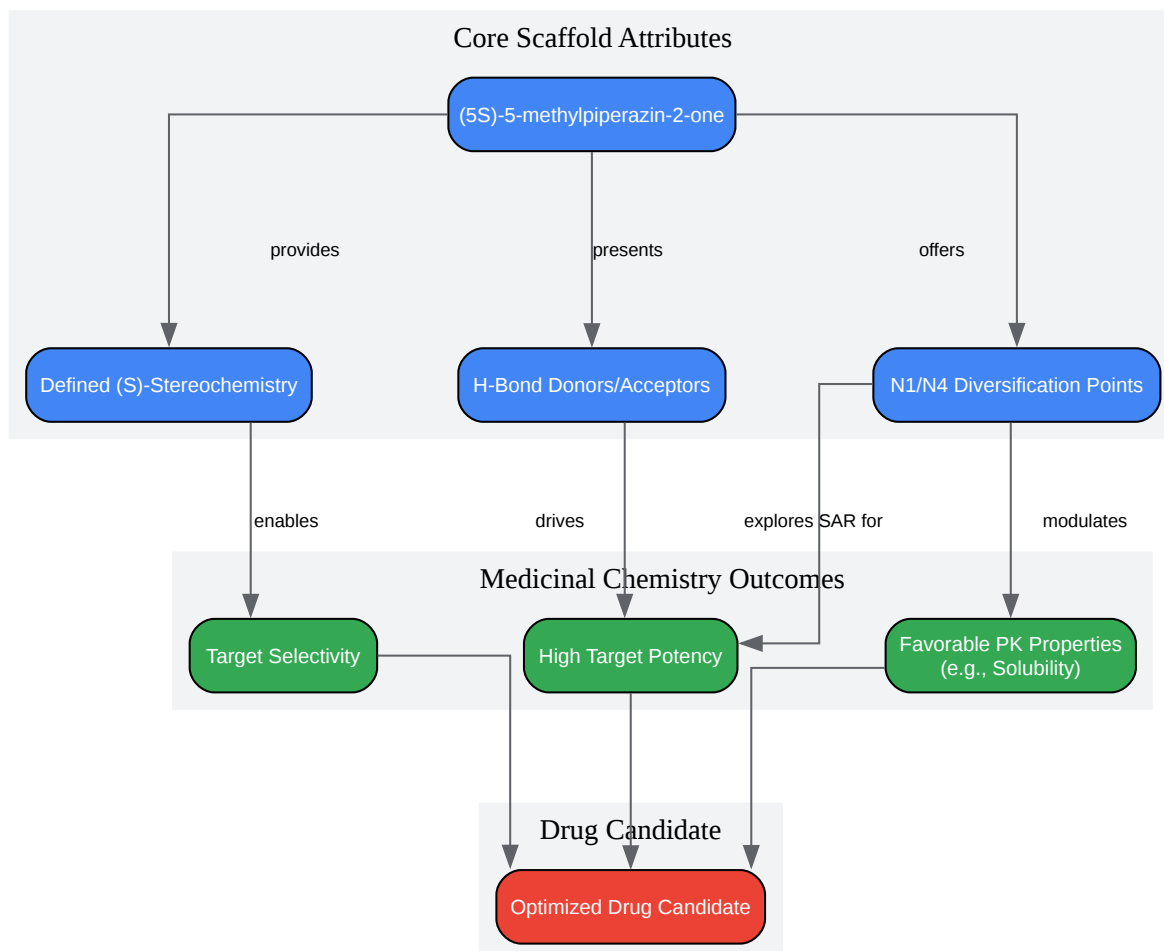 Core Scaffold Attributes
(5S)-5-methylpiperazin-2-one
provides
presents
offers
Defined (S)-Stereochemistry
H-Bond Donors/Acceptors
N1/N4 Diversification Points
enables
drives
explores SAR for
modulates
Medicinal Chemistry Outcomes
Target Selectivity
High Target Potency
Favorable PK Properties
(e.g., Solubility)
Drug Candidate
Optimized Drug Candidate